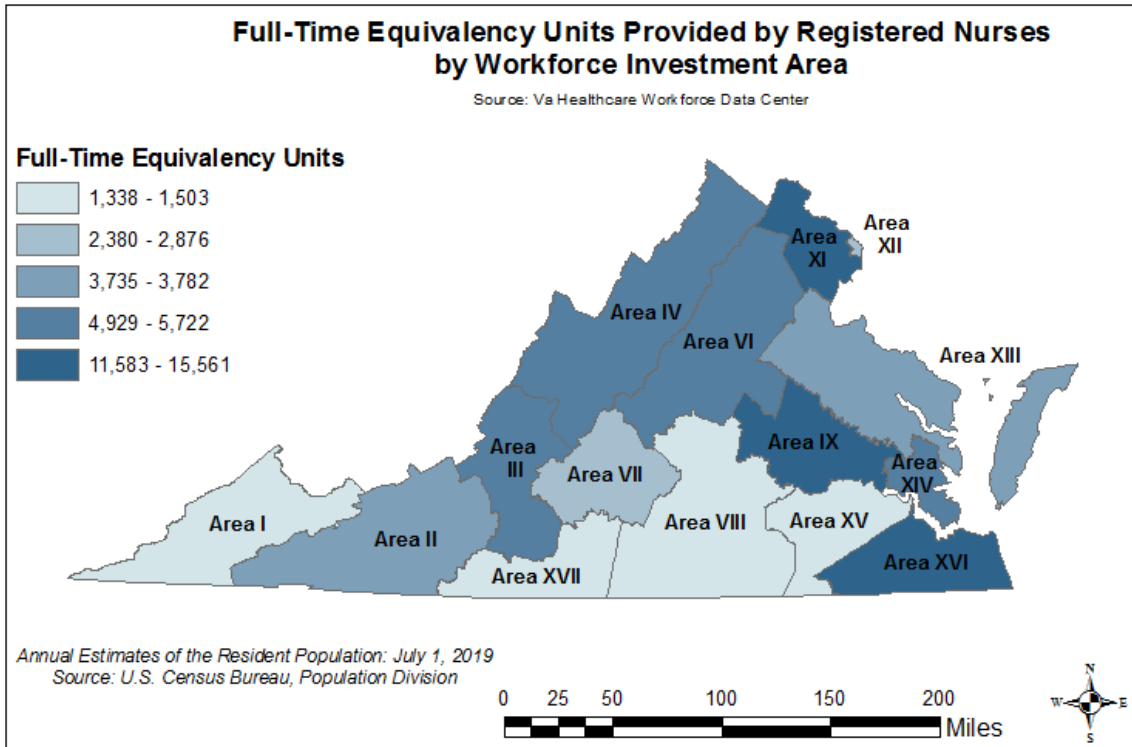 Full-Time Equivalency Units Provided by Registered Nurses
by Workforce Investment Area
Source: Va Healthcare Workforce Data Center
Full-Time Equivalency Units
1,338 - 1,503
2,380 - 2,876
3,735 - 3,782
4,929 - 5,722
11,583 - 15,561
Area
XII
Area
XI
Area IV
Area VI
Area XIII
Area IX
Area
III
Area VII
Area
XIV
Area I
Area II
Area VIII
Area XV
Area XVII
Area XVI
Annual Estimates of the Resident Population: July 1, 2019
Source: U.S. Census Bureau, Population Division
0 25 50 100 150 200
Miles
N
W E
S